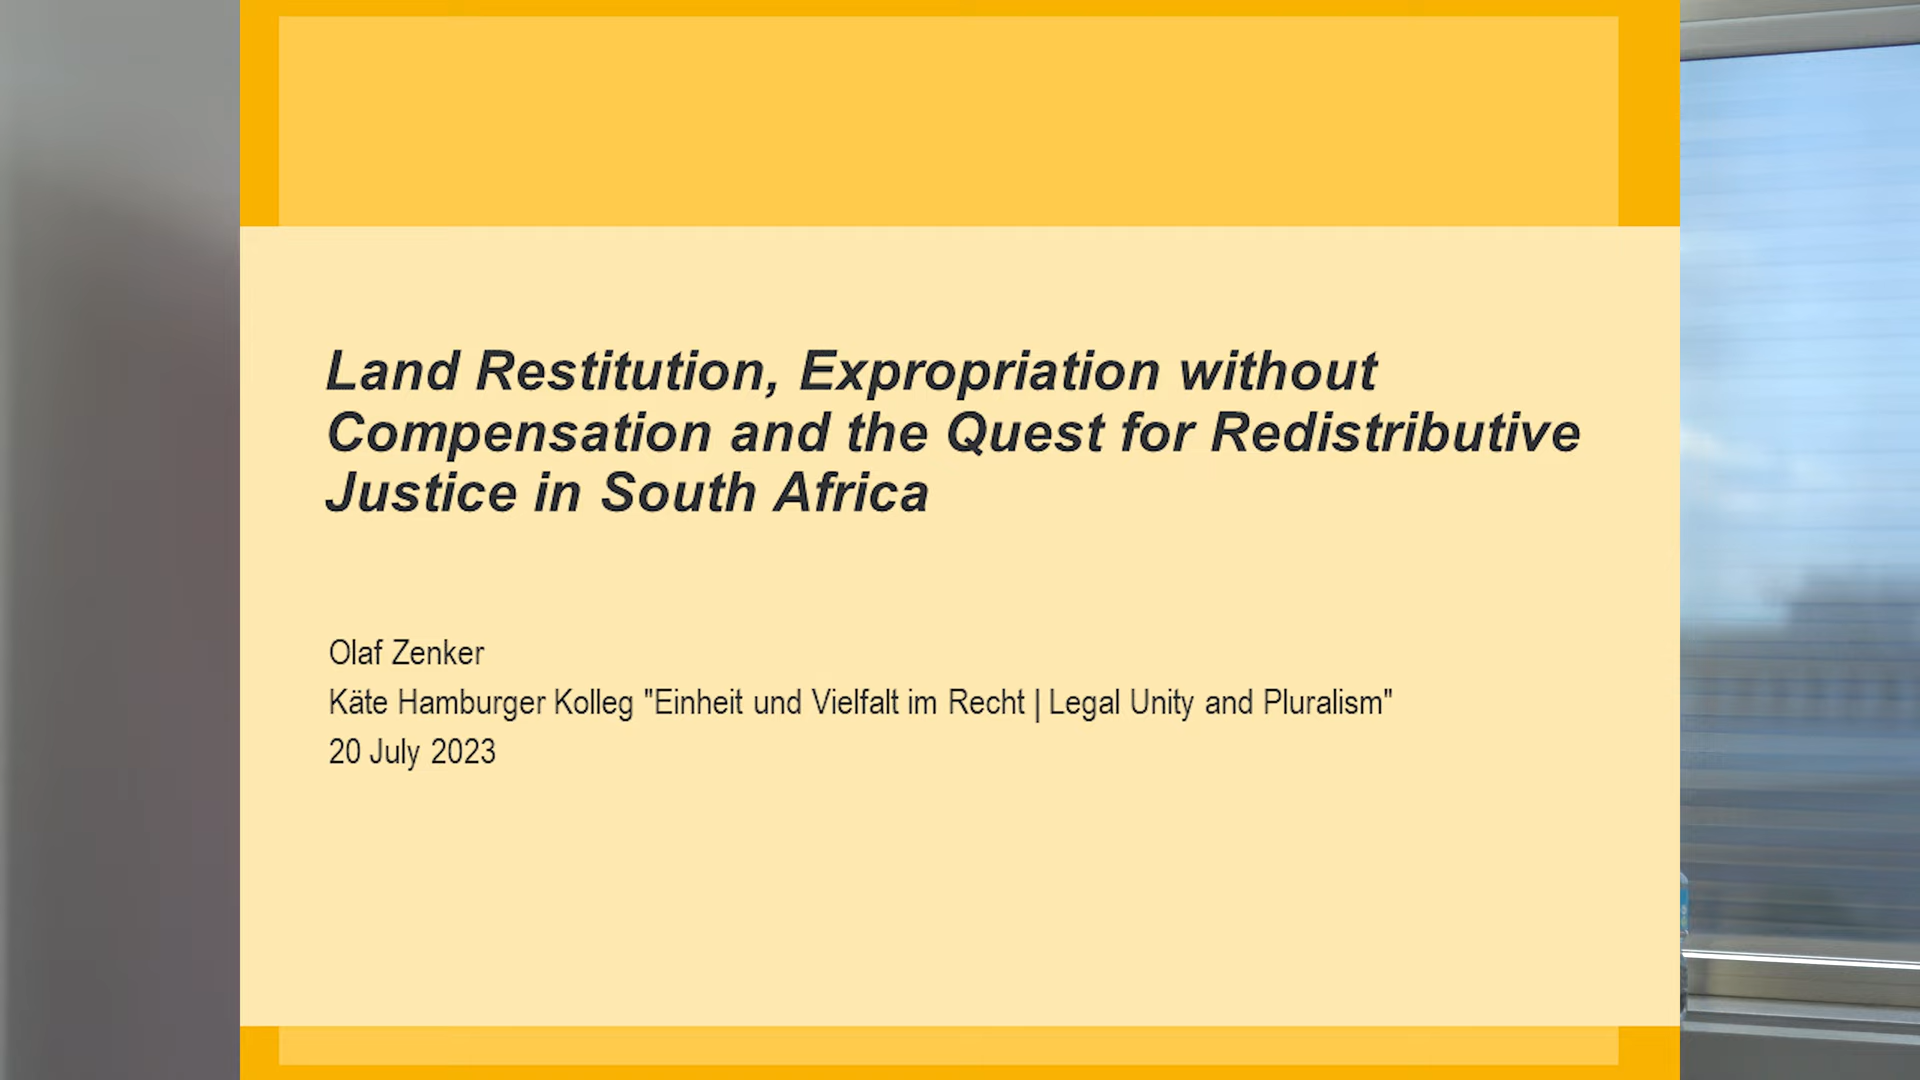 Land Restitution, Expropriation without
Compensation and the Quest for Redistributive
Justice in South Africa
Olaf Zenker
Käte Hamburger Kolleg "Einheit und Vielfalt im Recht | Legal Unity and Pluralism"
20 July 2023